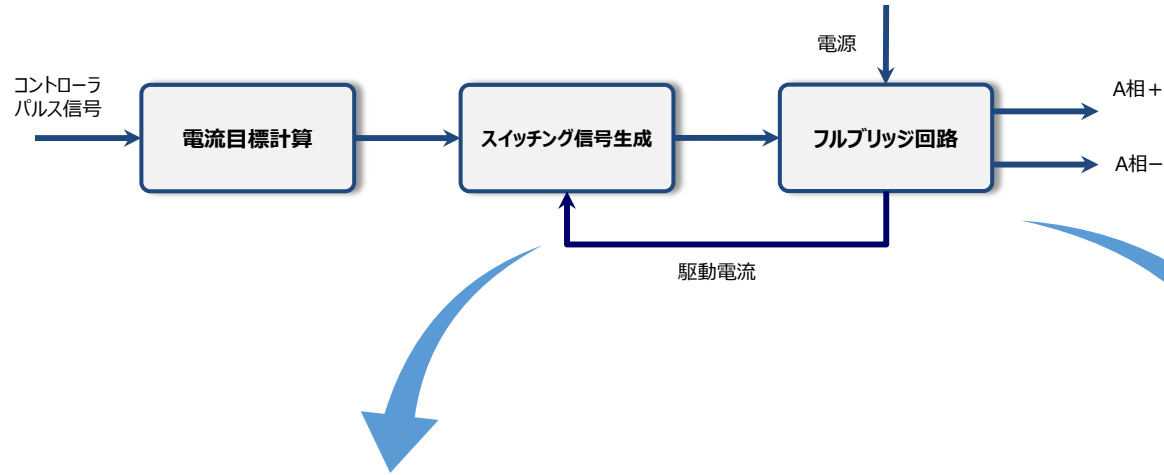 電源
コントローラ
パルス信号
電流目標計算
スイッチング信号生成
フルブリッジ回路
A相+
A相−
駆動電流